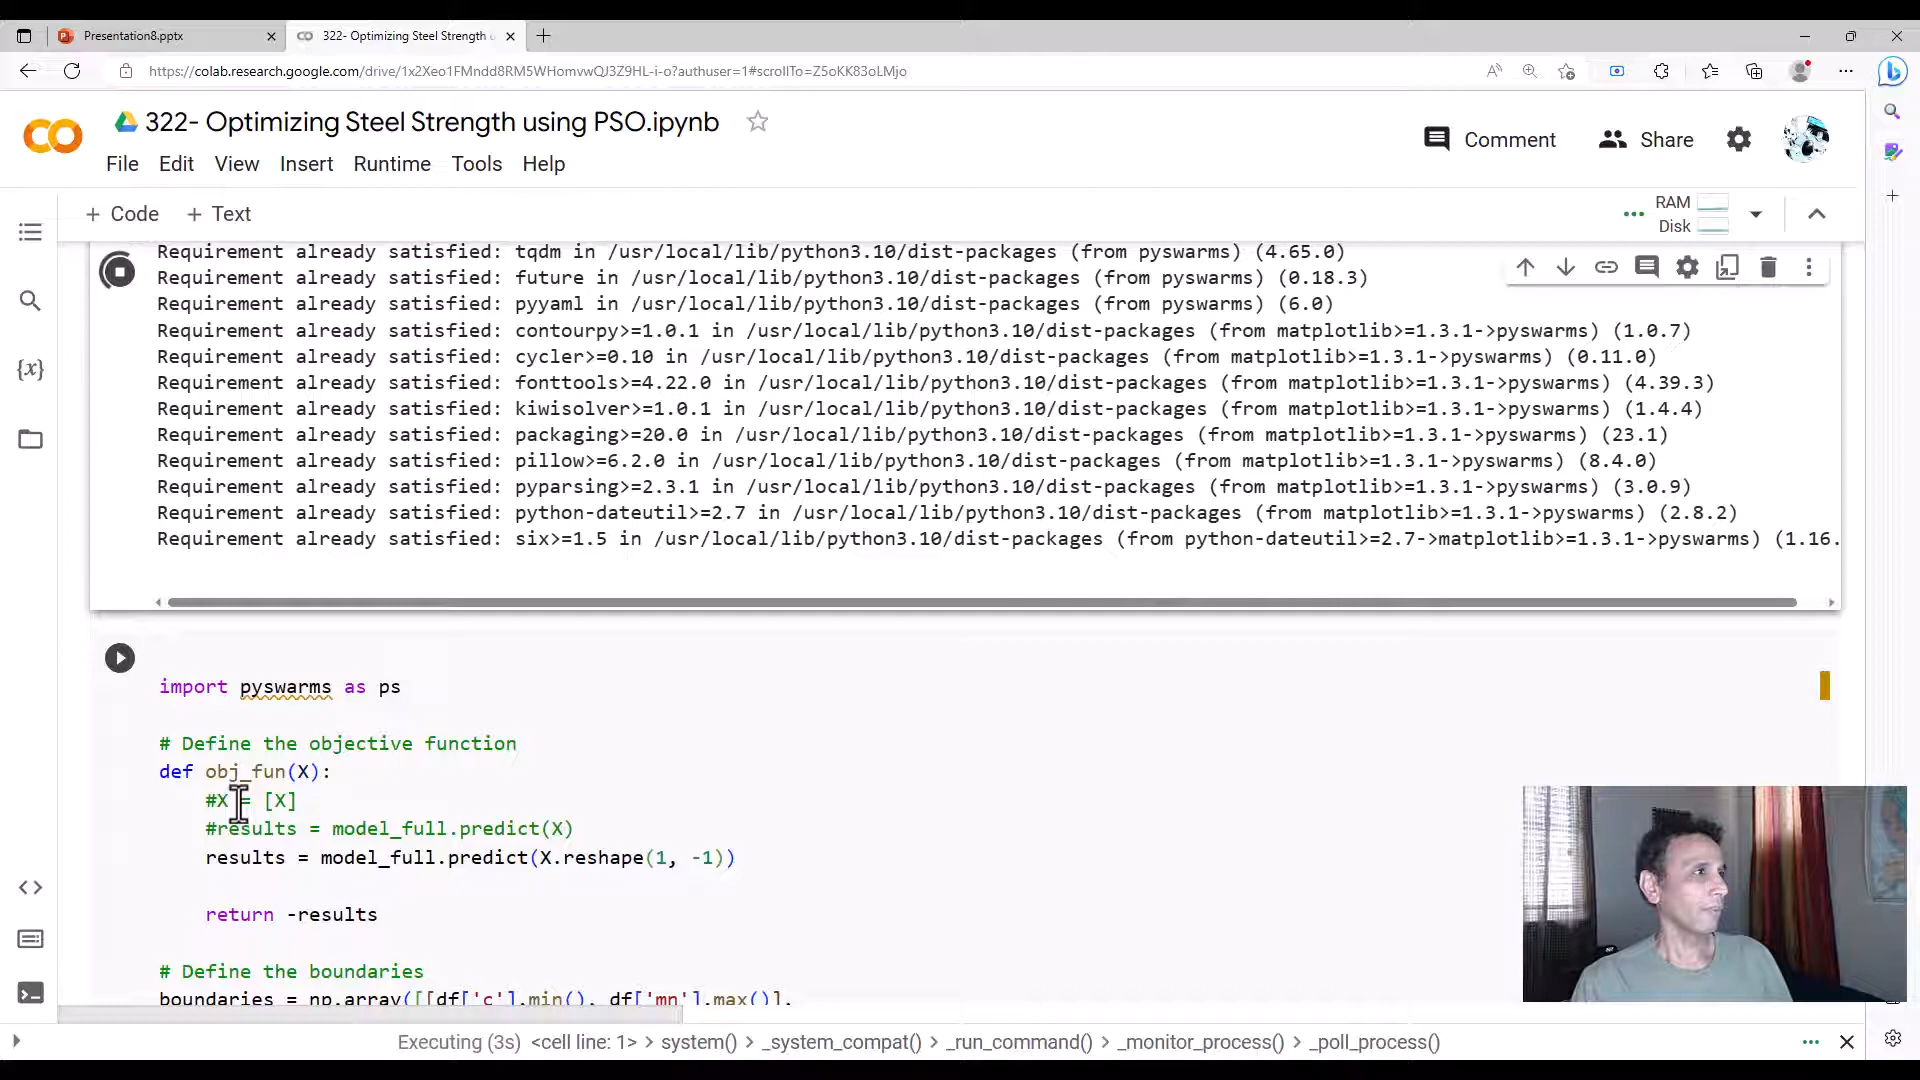 Presentation8.pptx
322- Optimizing Steel Strength u
https://colab.research.google.com/drive/1x2Xeo1FMndd8RM5WHomvwQJ3Z9HL-i-o?authuser=1#scrollTo=Z5oKK83oLMjo
322- Optimizing Steel Strength using PSO.ipynb
File Edit View Insert Runtime Tools Help
Comment
Share
+ Code + Text
RAM
Disk
Requirement already satisfied: tqdm in /usr/local/lib/python3.10/dist-packages (from pyswarms) (4.65.0)
Requirement already satisfied: future in /usr/local/lib/python3.10/dist-packages (from pyswarms) (0.18.3)
Requirement already satisfied: pyyaml in /usr/local/lib/python3.10/dist-packages (from pyswarms) (6.0)
Requirement already satisfied: contourpy>=1.0.1 in /usr/local/lib/python3.10/dist-packages (from matplotlib>=1.3.1->pyswarms) (1.0.7)
Requirement already satisfied: cycler>=0.10 in /usr/local/lib/python3.10/dist-packages (from matplotlib>=1.3.1->pyswarms) (0.11.0)
Requirement already satisfied: fonttools>=4.22.0 in /usr/local/lib/python3.10/dist-packages (from matplotlib>=1.3.1->pyswarms) (4.39.3)
Requirement already satisfied: kiwisolver>=1.0.1 in /usr/local/lib/python3.10/dist-packages (from matplotlib>=1.3.1->pyswarms) (1.4.4)
Requirement already satisfied: packaging>=20.0 in /usr/local/lib/python3.10/dist-packages (from matplotlib>=1.3.1->pyswarms) (23.1)
Requirement already satisfied: pillow>=6.2.0 in /usr/local/lib/python3.10/dist-packages (from matplotlib>=1.3.1->pyswarms) (8.4.0)
Requirement already satisfied: pyparsing>=2.3.1 in /usr/local/lib/python3.10/dist-packages (from matplotlib>=1.3.1->pyswarms) (3.0.9)
Requirement already satisfied: python-dateutil>=2.7 in /usr/local/lib/python3.10/dist-packages (from matplotlib>=1.3.1->pyswarms) (2.8.2)
Requirement already satisfied: six>=1.5 in /usr/local/lib/python3.10/dist-packages (from python-dateutil>=2.7->matplotlib>=1.3.1->pyswarms) (1.16.
import pyswarms as ps
# Define the objective function
def obj_fun(X):
#X = [X]
#results = model_full.predict(X)
results = model_full.predict(X.reshape(1, -1))
return -results
# Define the boundaries
boundaries = np.array([[df['c'].min(), df['mn'].max()],
Executing (3s) <cell line: 1> > system() > _system_compat() > _run_command() > _monitor_process() > _poll_process()